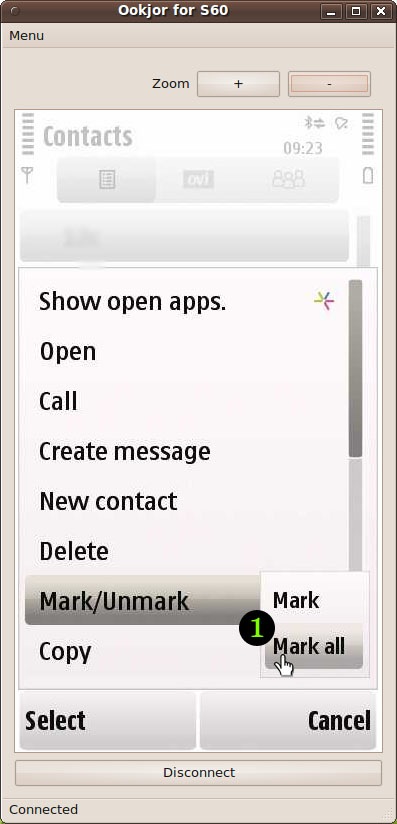 Ookjor for S60
Menu
Zoom + -
Contacts
09:23
ovi
Show open apps.
Open
Call
Create message
New contact
Delete
Mark/Unmark
Mark
1
Mark all
Copy
Select Cancel
Disconnect
Connected